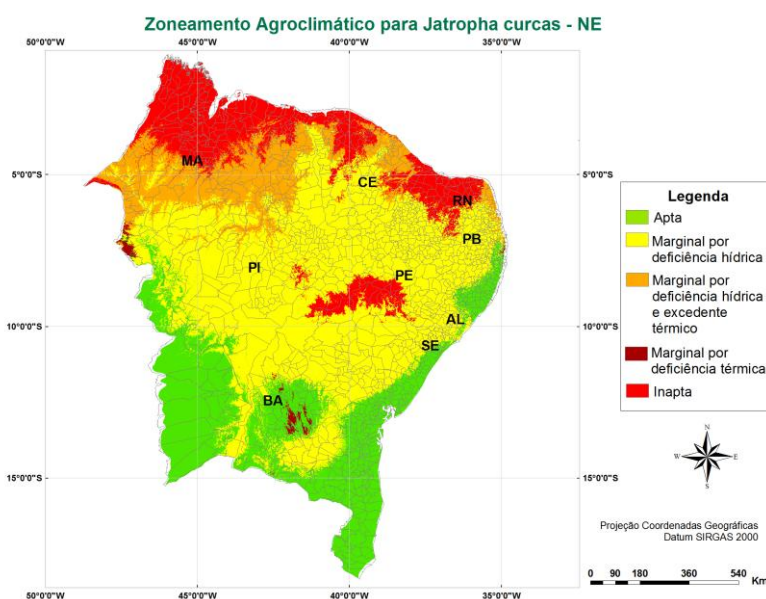 Zoneamento Agroclimático para Jatropha curcas - NE
50°0'0"S 45°0'0"W 40°0'0"W 35°0'0"W
MA
5°0'0"S 5°0'0"S
CE
RN
PB
PI
PE
10°0'0"S 10°0'0"S
AL
SE
BA
15°0'0"S 15°0'0"S
50°0'0"W 45°0'0"W 40°0'0"W 35°0'0"W
Legenda
Apta
Marginal por
deficiência hídrica
Marginal por
deficiência hídrica
e excedente
térmico
Marginal por
deficiência térmica
Inapta
N
W E
S
Projeção Coordenadas Geográficas
Datum SIRGAS 2000
0 90 180 360 540
Km